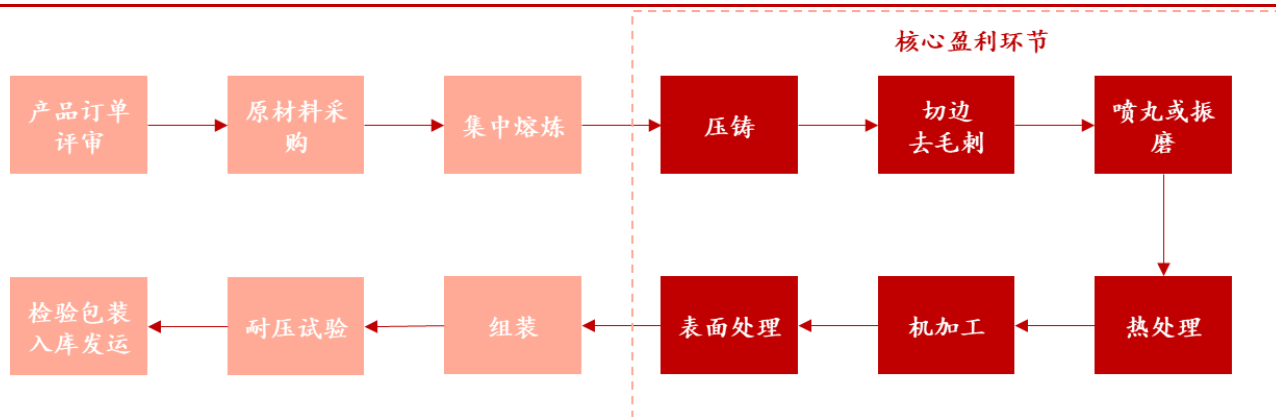 核心盈利环节
产品订单
评审
原材料采
购
集中熔炼
压铸
切边
去毛刺
喷丸或振
磨
热处理
机加工
表面处理
组装
耐压试验
检验包装
入库发运